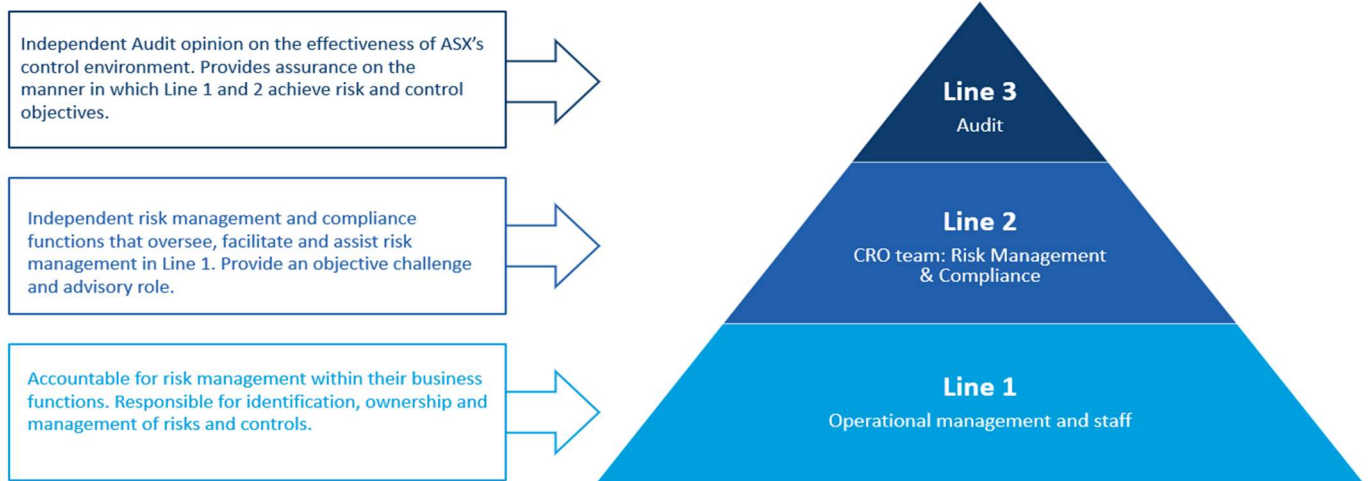 Independent Audit opinion on the effectiveness of ASX's
control environment. Provides assurance on the
manner in which Line 1 and 2 achieve risk and control
objectives.
Line 3
Audit
Independent risk management and compliance
functions that oversee, facilitate and assist risk
management in Line 1. Provide an objective challenge
and advisory role.
Line 2
CRO team: Risk Management
& Compliance
Accountable for risk management within their business
functions. Responsible for identification, ownership and
management of risks and controls.
Line 1
Operational management and staff